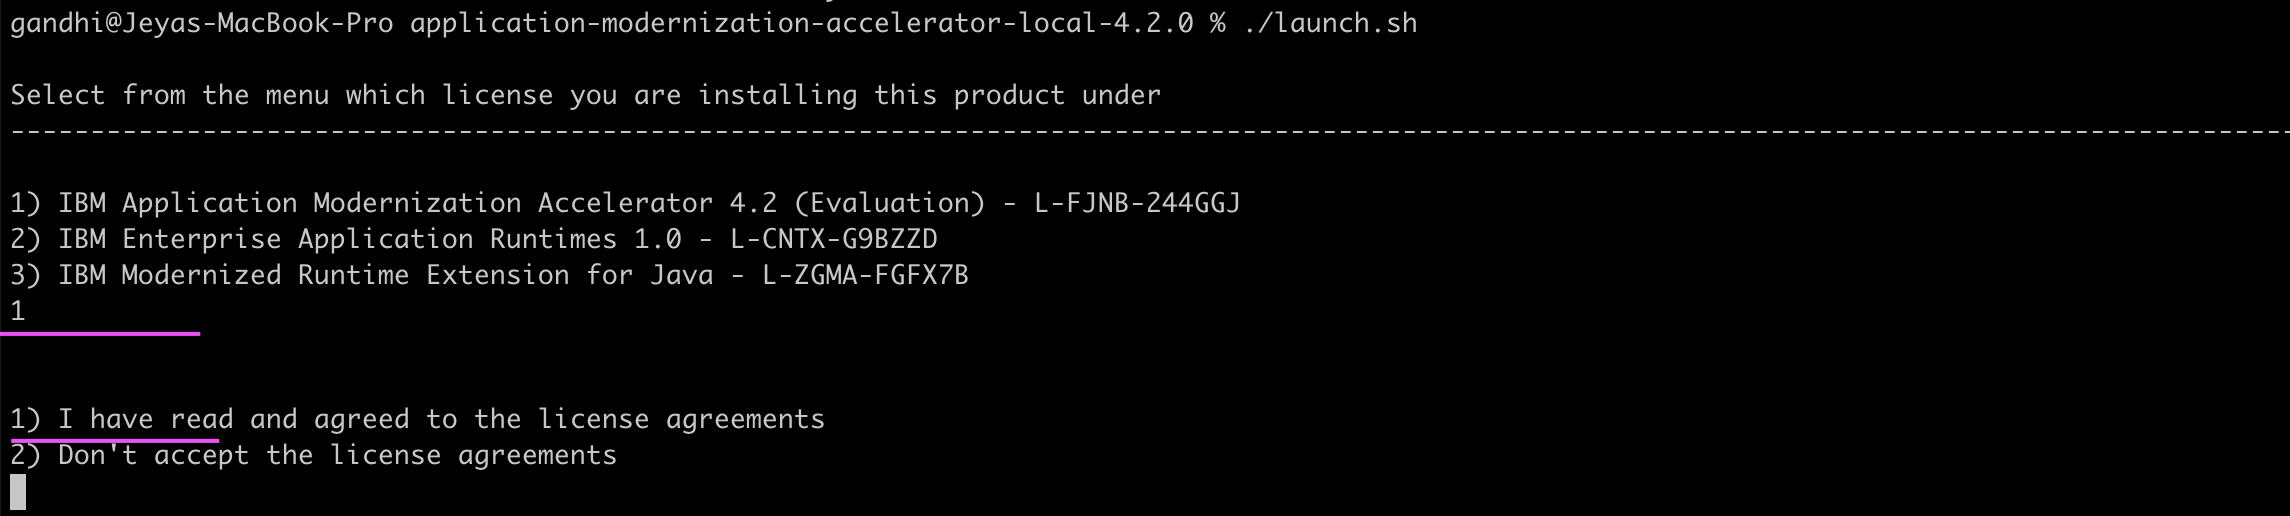 gandhi@Jeyas-MacBook-Pro application-modernization-accelerator-local-4.2.0 % ./launch.sh
Select from the menu which license you are installing this product under
-----------------------------------------------------------------------------------------------------------------------------------------------
1) IBM Application Modernization Accelerator 4.2 (Evaluation) - L-FJNB-244GGJ
2) IBM Enterprise Application Runtimes 1.0 - L-CNTX-G9BZZD
3) IBM Modernized Runtime Extension for Java - L-ZGMA-FGFX7B
1
1) I have read and agreed to the license agreements
2) Don't accept the license agreements